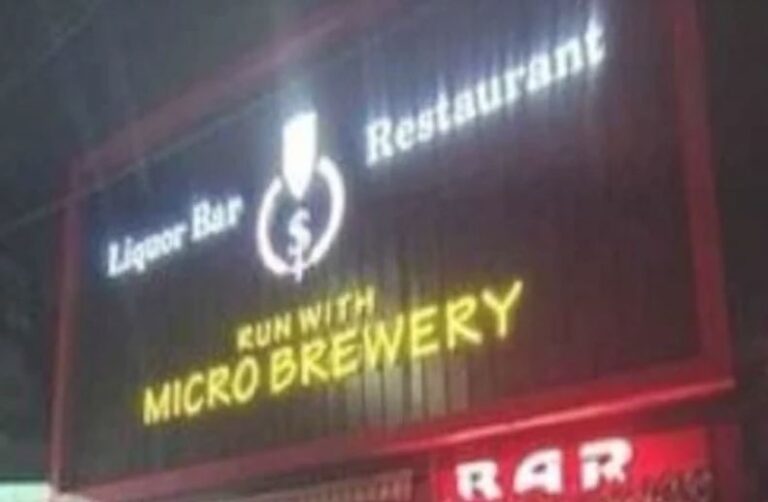 Liquor Bar
$
Restaurant
RUN WITH
MICRO BREWERY
BAR